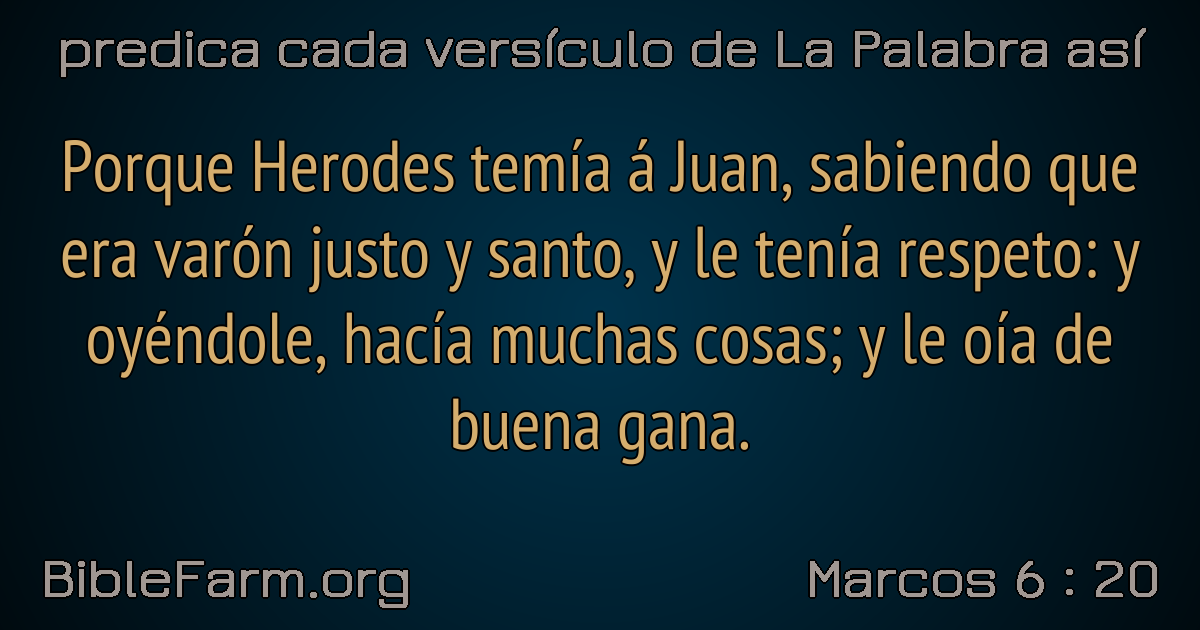 predica cada versículo de La Palabra así
Porque Herodes temía á Juan, sabiendo que
era varón justo y santo, y le tenía respeto: y
oyéndole, hacía muchas cosas; y le oía de
buena gana.
BibleFarm.org
Marcos 6 : 20